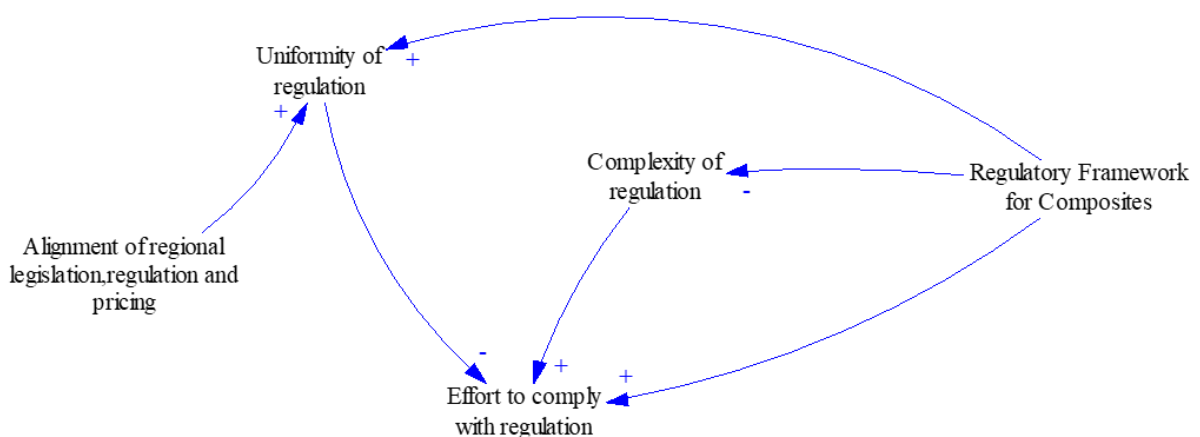 Uniformity of
regulation
+
+
Complexity of
regulation
-
Regulatory Framework
for Composites
Alignment of regional
legislation,regulation and
pricing
-
+
+
Effort to comply
with regulation